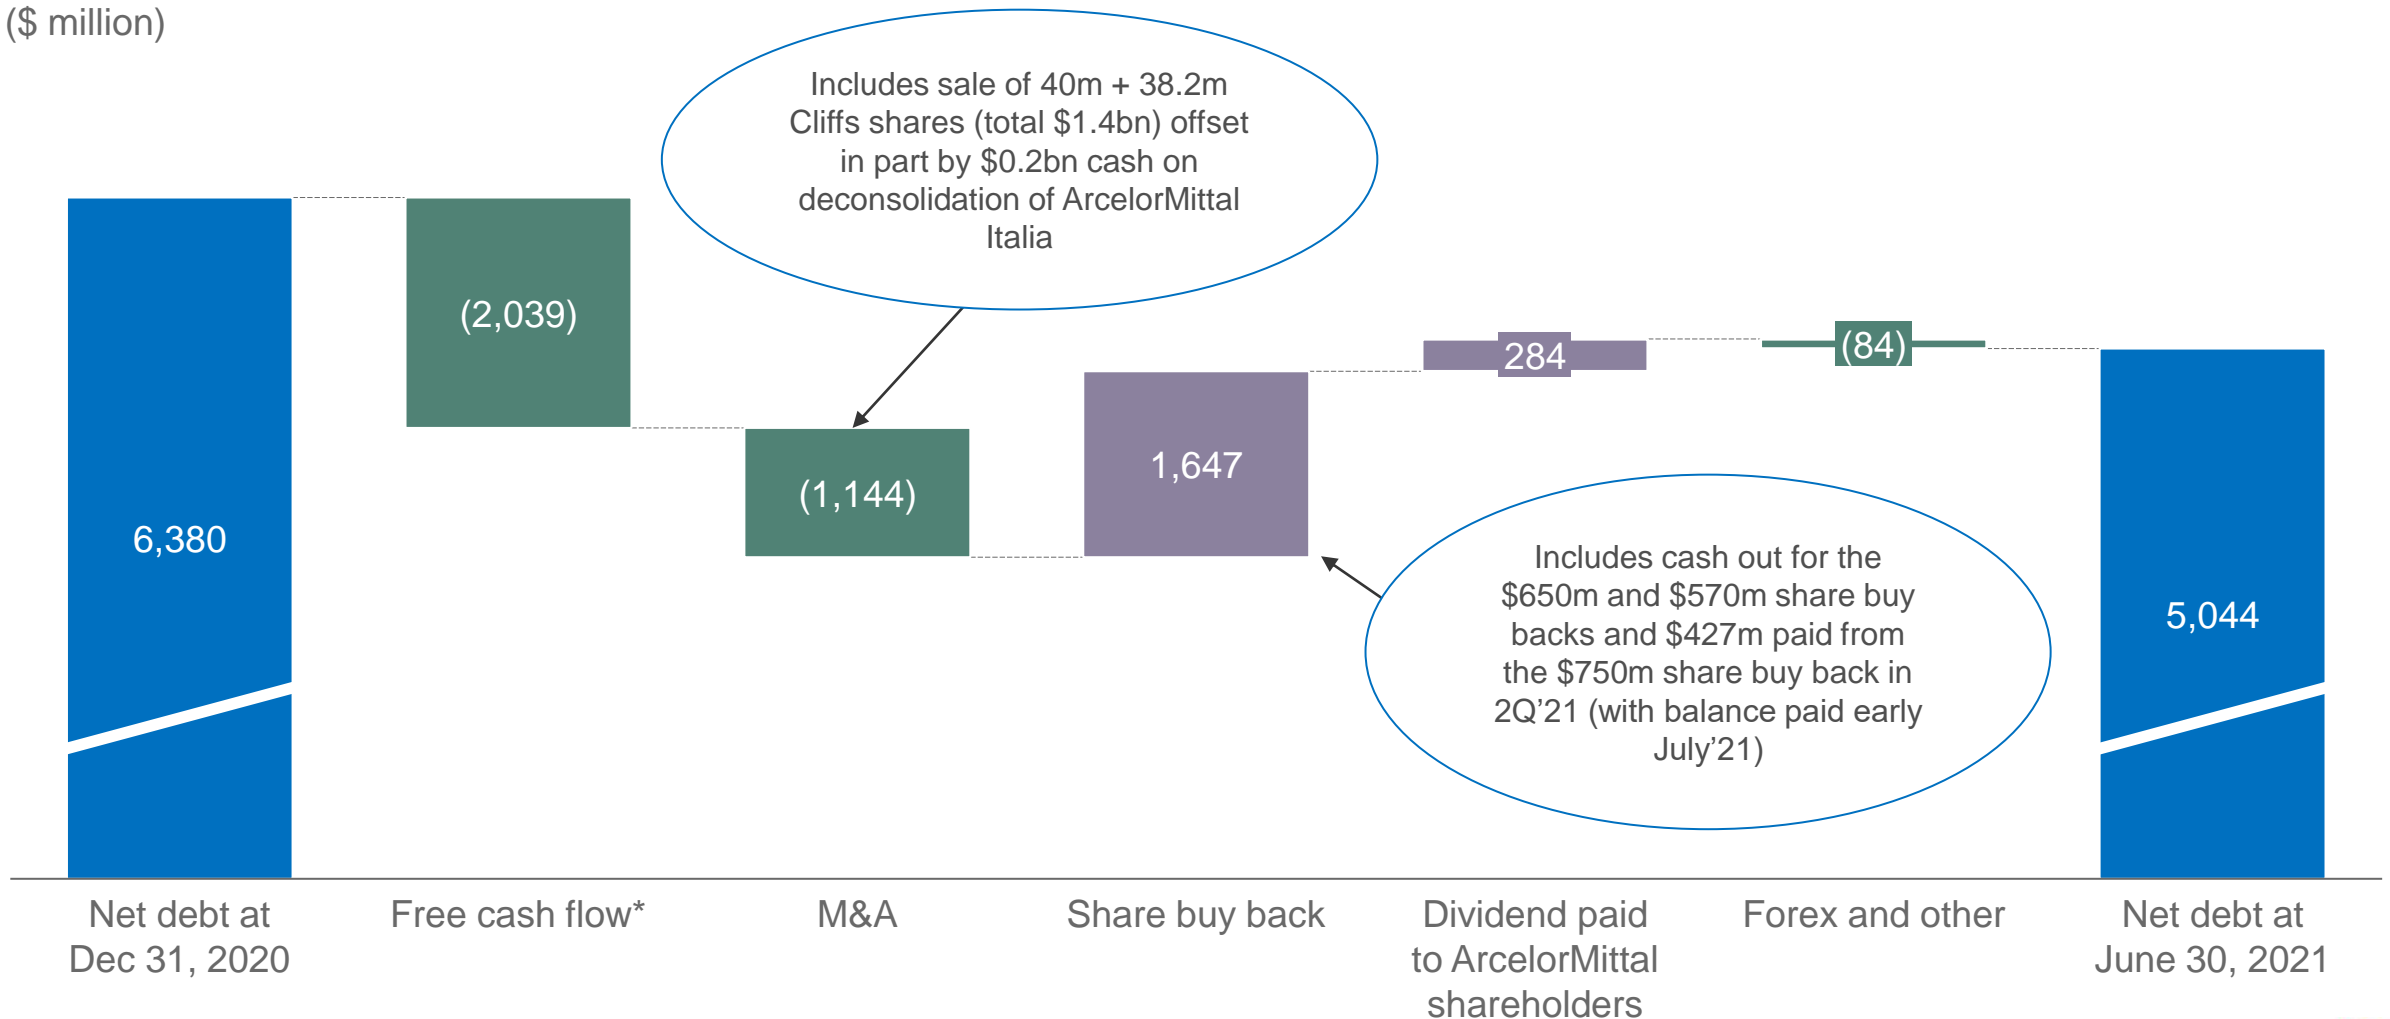 ($ million)
Includes sale of 40m + 38.2m
Cliffs shares (total $1.4bn) offset
in part by $0.2bn cash on
deconsolidation of ArcelorMittal
Italia
6,380
(2,039)
(1,144)
1,647
284
(84)
5,044
Includes cash out for the
$650m and $570m share buy
backs and $427m paid from
the $750m share buy back in
2Q’21 (with balance paid early
July’21)
Net debt at
Dec 31, 2020
Free cash flow*
M&A
Share buy back
Dividend paid
to ArcelorMittal
shareholders
Forex and other
Net debt at
June 30, 2021